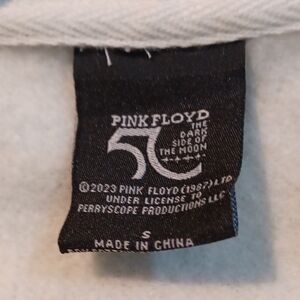 PINK FLOYD
50
THE
DARK
SIDE OF
THE MOON
©2023 PINK FLOYD (1987) LTD.
UNDER LICENSE TO
PERRYSCOPE PRODUCTIONS LLC
S
MADE IN CHINA